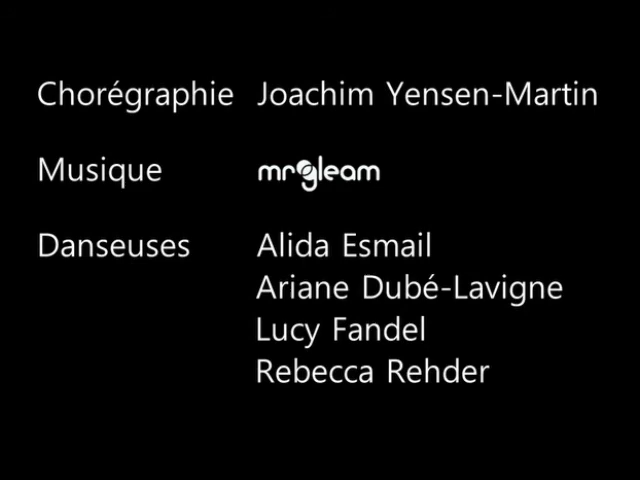 Chorégraphie Joachim Yensen-Martin
Musique mrgleam
Danseuses Alida Esmail
Ariane Dubé-Lavigne
Lucy Fandel
Rebecca Rehder